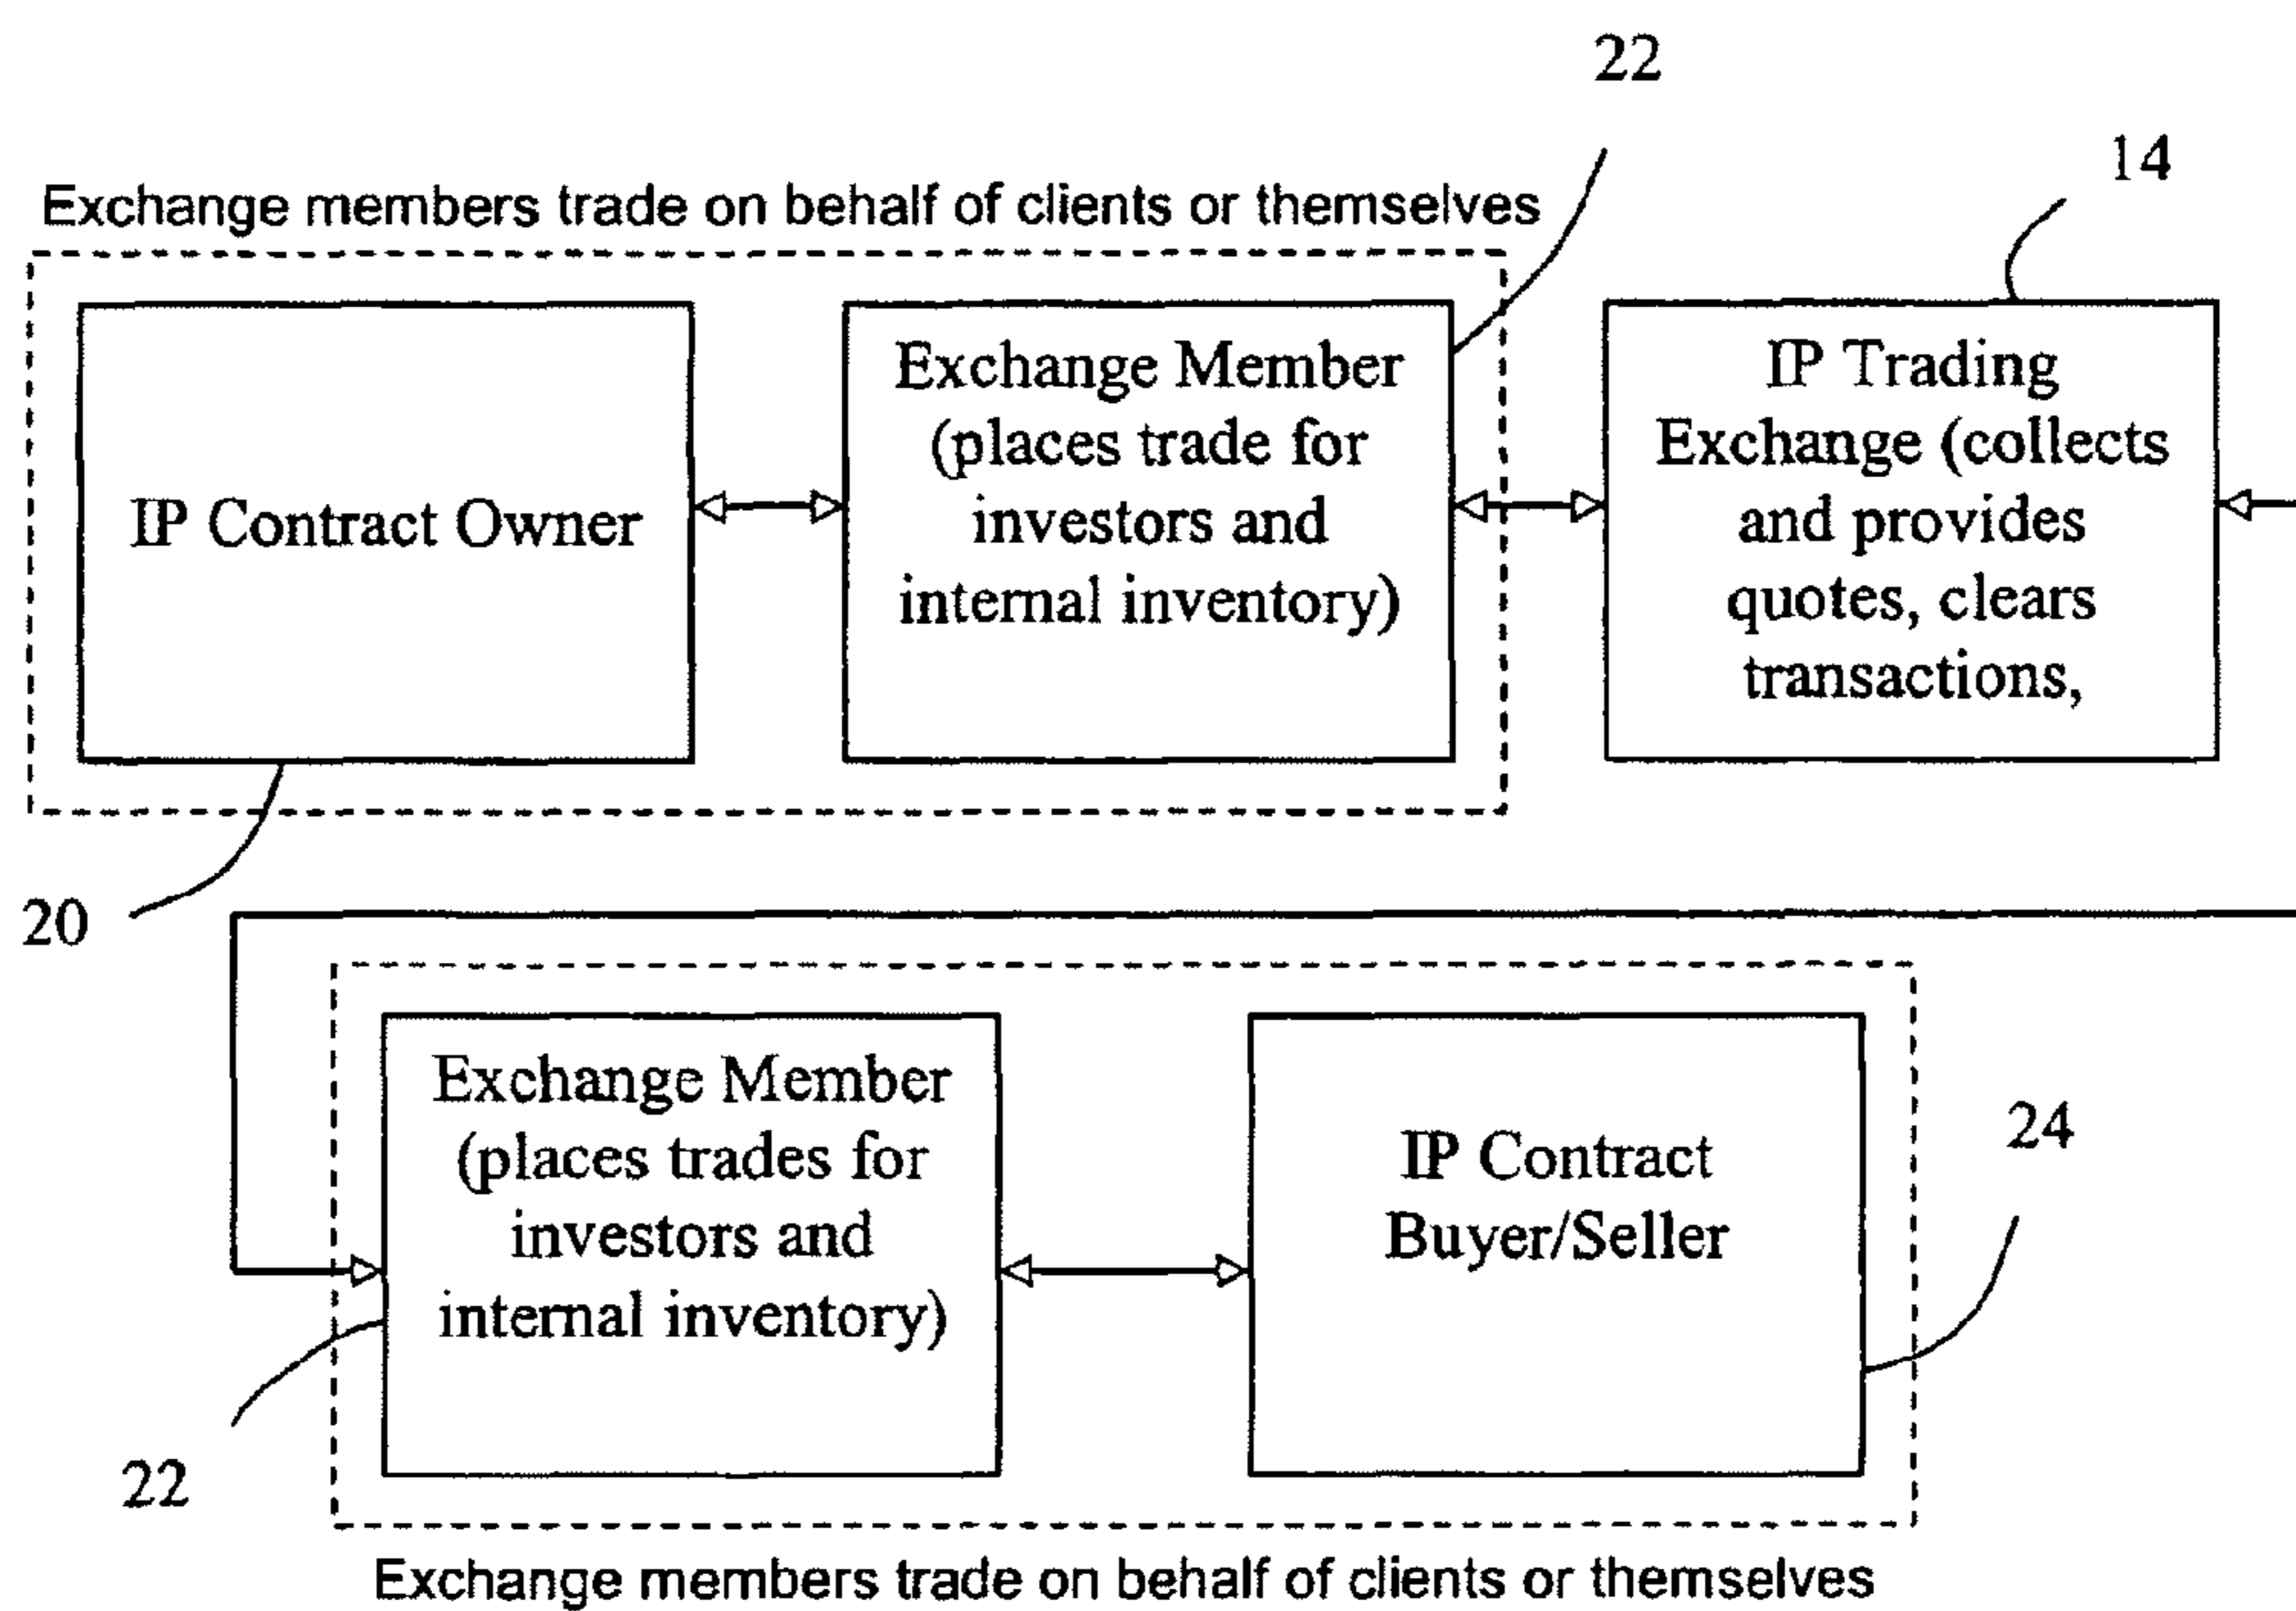 22
14
Exchange members trade on behalf of clients or themselves
IP Contract Owner
Exchange Member
(places trade for
investors and
internal inventory)
IP Trading
Exchange (collects
and provides
quotes, clears
transactions,
20
Exchange Member
(places trades for
investors and
internal inventory)
IP Contract
Buyer/Seller
24
22
Exchange members trade on behalf of clients or themselves